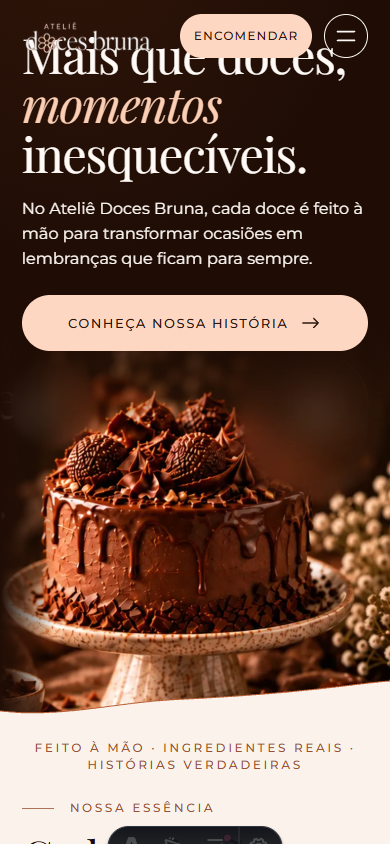 ATELIÊ
doces bruna
ENCOMENDAR
Mais que doces,
momentos
inesquecíveis.
No Ateliê Doces Bruna, cada doce é feito à
mão para transformar ocasiões em
lembranças que ficam para sempre.
CONHEÇA NOSSA HISTÓRIA
FEITO À MÃO · INGREDIENTES REAIS ·
HISTÓRIAS VERDADEIRAS
NOSSA ESSÊNCIA